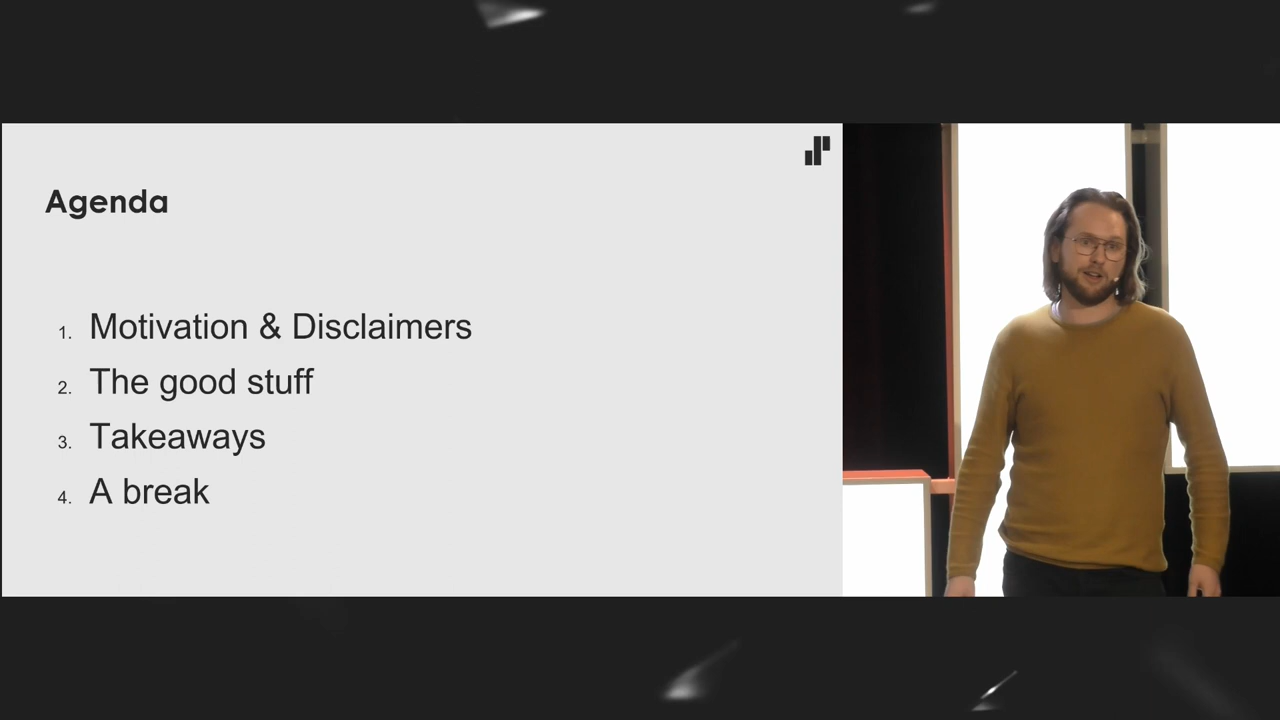 Agenda
1. Motivation & Disclaimers
2. The good stuff
3. Takeaways
4. A break